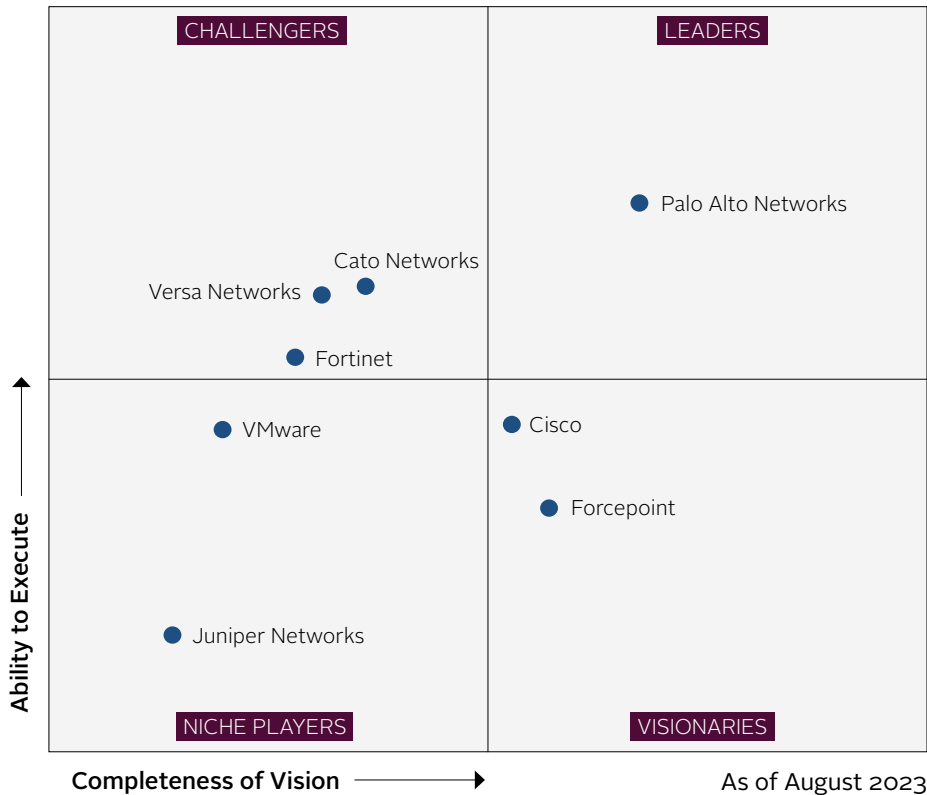 CHALLENGERS
LEADERS
Palo Alto Networks
Cato Networks
Versa Networks
Fortinet
VMware
Cisco
Forcepoint
Juniper Networks
NICHE PLAYERS
VISIONARIES
Ability to Execute
Completeness of Vision
As of August 2023